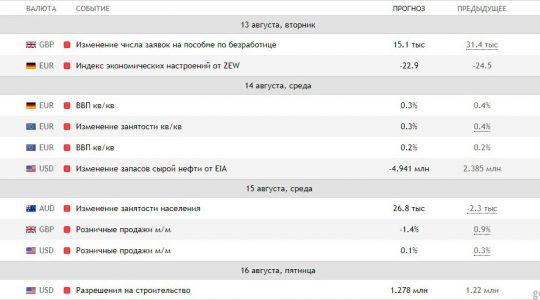 ВАЛЮТА СОБЫТИЕ ПРОГНОЗ ПРЕДЫДУЩЕЕ
13 августа, вторник
GBP Изменение числа заявок на пособие по безработице 15.1 тыс 31.4 тыс
EUR Индекс экономических настроений от ZEW -22.9 -24.5
14 августа, среда
EUR ВВП кв/кв 0.3% 0.4%
EUR Изменение занятости кв/кв 0.3% 0.4%
EUR ВВП кв/кв 0.2% 0.2%
USD Изменение запасов сырой нефти от EIA -4.941 млн 2.385 млн
15 августа, среда
AUD Изменение занятости населения 26.8 тыс -2.3 тыс
GBP Розничные продажи м/м -1.4% 0.9%
USD Розничные продажи м/м 0.1% 0.3%
16 августа, пятница
USD Разрешения на строительство 1.278 млн 1.22 млн